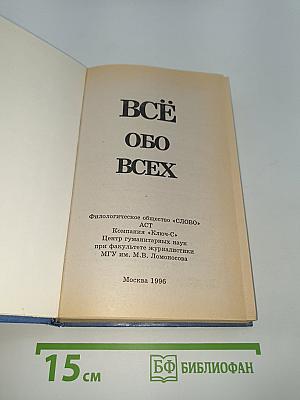 ВСЁ
ОБО
ВСЕХ
Филологическое общество «СЛОВО»
АСТ
Компания «Ключ-С»
Центр гуманитарных наук
при факультете журналистики
МГУ им. М.В. Ломоносова
Москва 1996
15 см
БФ БИБЛИОФАН